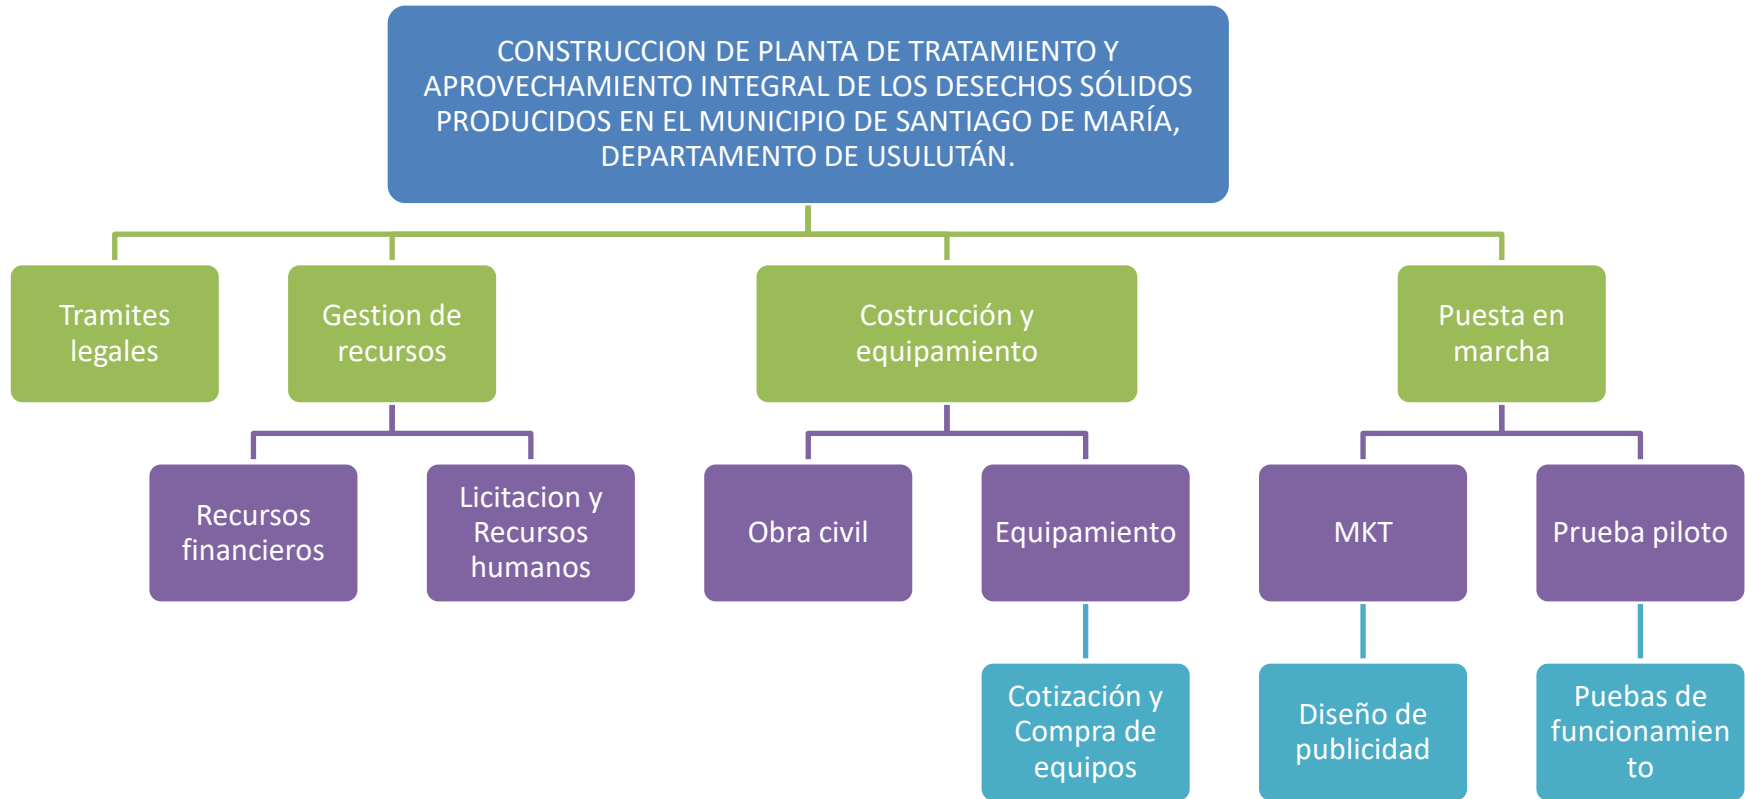 CONSTRUCCION DE PLANTA DE TRATAMIENTO Y
APROVECHAMIENTO INTEGRAL DE LOS DESECHOS SÓLIDOS
PRODUCIDOS EN EL MUNICIPIO DE SANTIAGO DE MARÍA,
DEPARTAMENTO DE USULUTÁN.
Tramites
legales
Gestion de
recursos
Costrucción y
equipamiento
Puesta en
marcha
Recursos
financieros
Licitacion y
Recursos
humanos
Obra civil
Equipamiento
MKT
Prueba piloto
Cotización y
Compra de
equipos
Diseño de
publicidad
Puebas de
funcionamien
to